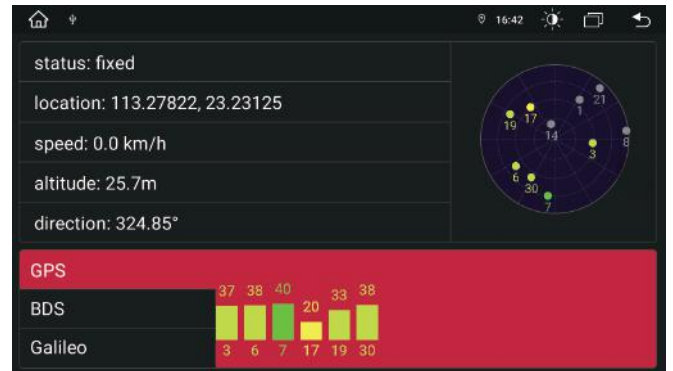 16:42
status: fixed
location: 113.27822, 23.23125
speed: 0.0 km/h
altitude: 25.7m
direction: 324.85°
21
1
17
19
14
8
3
6
30
7
GPS
BDS
Galileo
37 38 40 20 33 38
3 6 7 17 19 30